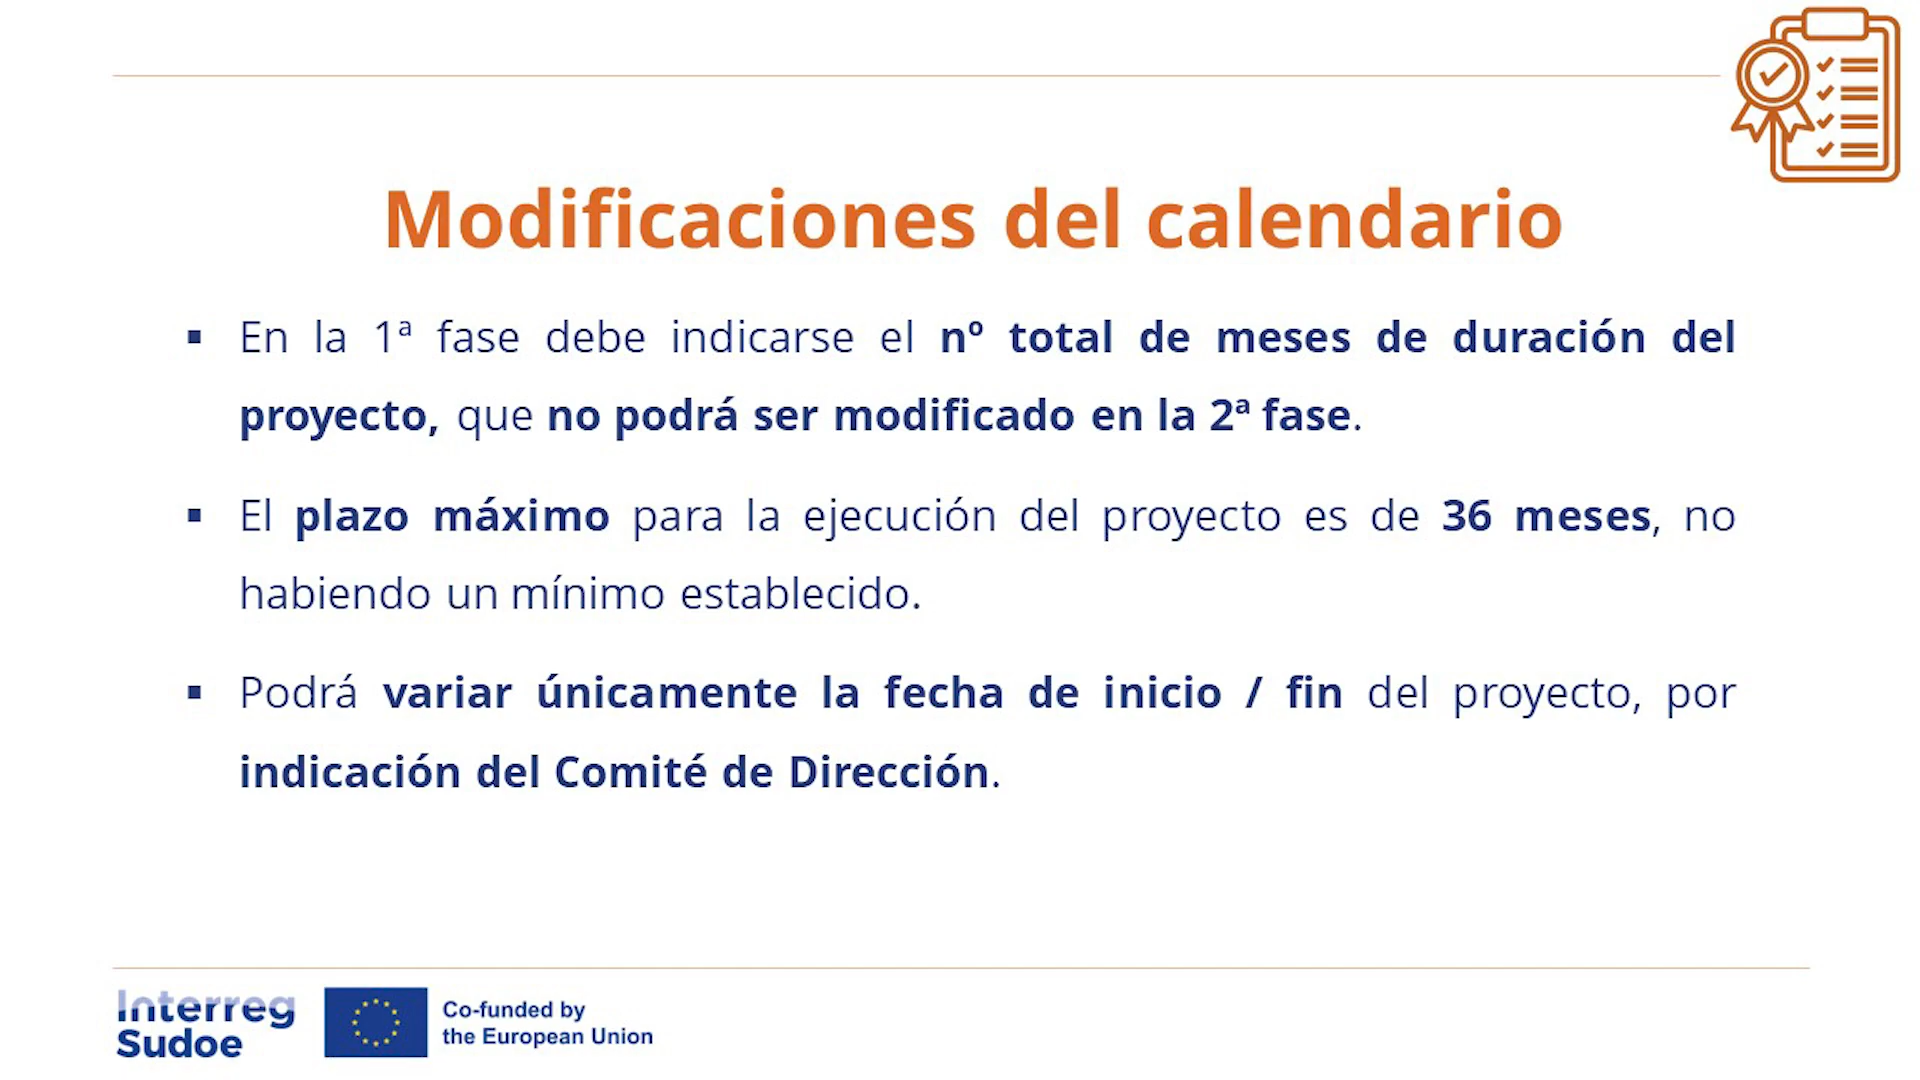 Modificaciones del calendario
▪ En la 1ª fase debe indicarse el nº total de meses de duración del
proyecto, que no podrá ser modificado en la 2ª fase.
▪ El plazo máximo para la ejecución del proyecto es de 36 meses, no
habiendo un mínimo establecido.
▪ Podrá variar únicamente la fecha de inicio / fin del proyecto, por
indicación del Comité de Dirección.
Interreg
Sudoe
Co-funded by
the European Union